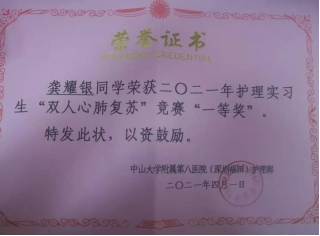 荣誉证书
龚耀银同学荣获二〇二一年护理实习
生“双人心肺复苏”竞赛“一等奖”。
特发此状，以资鼓励。
中山大学附属第八医院（深圳福田）护理部
二〇二一年四月一日